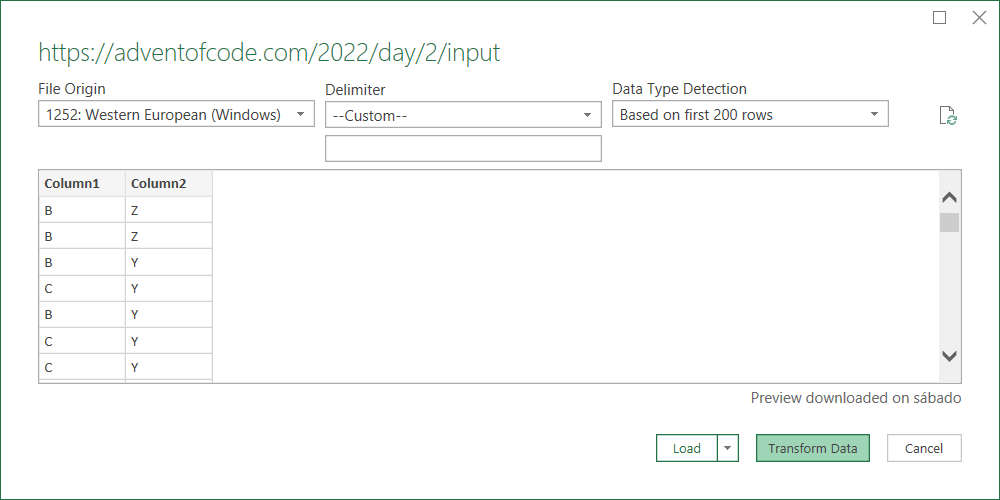 https://adventofcode.com/2022/day/2/input
File Origin
Delimiter
Data Type Detection
1252: Western European (Windows)
--Custom--
Based on first 200 rows
Column1 Column2
B Z
B Z
B Y
C Y
B Y
C Y
C Y
Preview downloaded on sábado
Load
Transform Data
Cancel